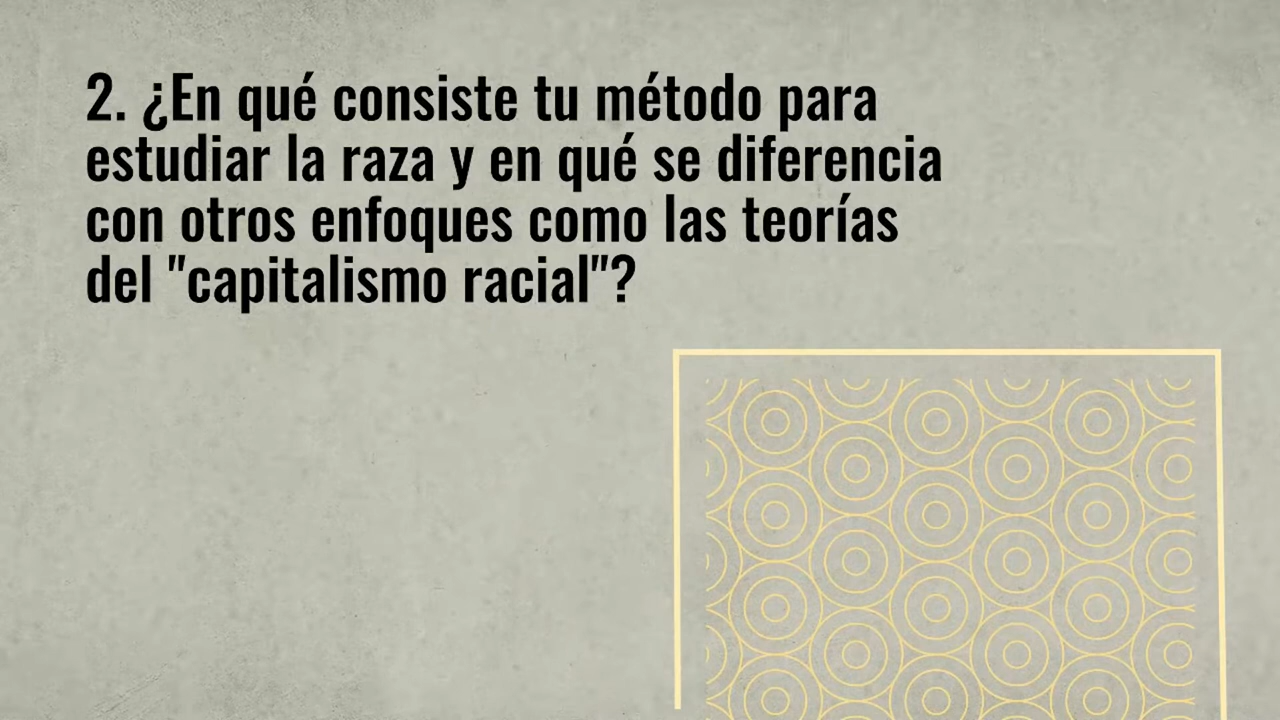 2. ¿En qué consiste tu método para
estudiar la raza y en qué se diferencia
con otros enfoques como las teorías
del "capitalismo racial"?